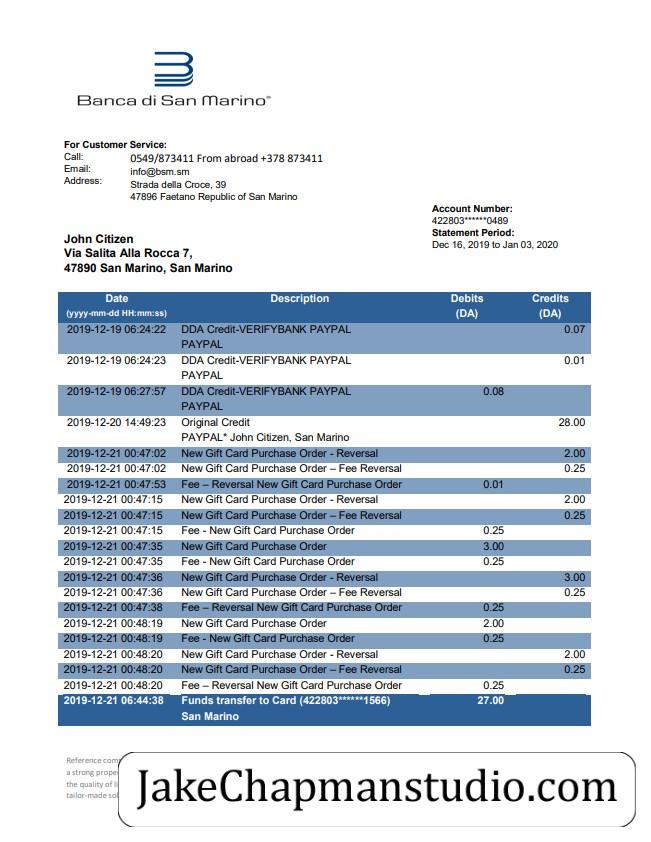 Banca di San Marino®
For Customer Service:
Call: 0549/873411 From abroad +378 873411
Email: info@bsm.sm
Address: Strada della Croce, 39
47896 Faetano Republic of San Marino
Account Number:
422803******0489
Statement Period:
Dec 16, 2019 to Jan 03, 2020
John Citizen
Via Salita Alla Rocca 7,
47890 San Marino, San Marino
Date Description Debits Credits
(yyyy-mm-dd HH:mm:ss) (DA) (DA)
2019-12-19 06:24:22 DDA Credit-VERIFYBANK PAYPAL 0.07
PAYPAL
2019-12-19 06:24:23 DDA Credit-VERIFYBANK PAYPAL 0.01
PAYPAL
2019-12-19 06:27:57 DDA Credit-VERIFYBANK PAYPAL 0.08
PAYPAL
2019-12-20 14:49:23 Original Credit 28.00
PAYPAL* John Citizen, San Marino
2019-12-21 00:47:02 New Gift Card Purchase Order - Reversal 2.00
2019-12-21 00:47:02 New Gift Card Purchase Order – Fee Reversal 0.25
2019-12-21 00:47:53 Fee – Reversal New Gift Card Purchase Order 0.01
2019-12-21 00:47:15 New Gift Card Purchase Order - Reversal 2.00
2019-12-21 00:47:15 New Gift Card Purchase Order – Fee Reversal 0.25
2019-12-21 00:47:15 Fee - New Gift Card Purchase Order 0.25
2019-12-21 00:47:35 New Gift Card Purchase Order 3.00
2019-12-21 00:47:35 Fee - New Gift Card Purchase Order 0.25
2019-12-21 00:47:36 New Gift Card Purchase Order - Reversal 3.00
2019-12-21 00:47:36 New Gift Card Purchase Order – Fee Reversal 0.25
2019-12-21 00:47:38 Fee – Reversal New Gift Card Purchase Order 0.25
2019-12-21 00:48:19 New Gift Card Purchase Order 2.00
2019-12-21 00:48:19 Fee - New Gift Card Purchase Order 0.25
2019-12-21 00:48:20 New Gift Card Purchase Order - Reversal 2.00
2019-12-21 00:48:20 New Gift Card Purchase Order – Fee Reversal 0.25
2019-12-21 00:48:20 Fee – Reversal New Gift Card Purchase Order 0.25
2019-12-21 06:44:38 Funds transfer to Card (422803******1566) 27.00
San Marino
Reference
a strong
the quality of
tailor-made
JakeChapmanstudio.com